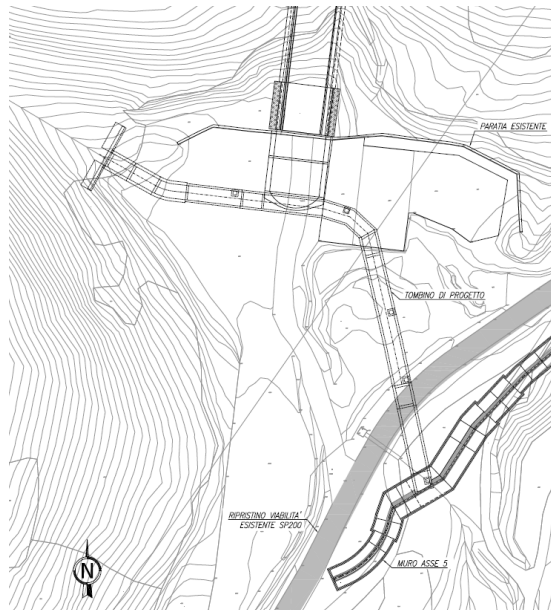 PARATIA ESISTENTE
TOMBINO DI PROGETTO
RIPRISTINO VIABILITA'
ESISTENTE SP200
MURO ASSE 5
N